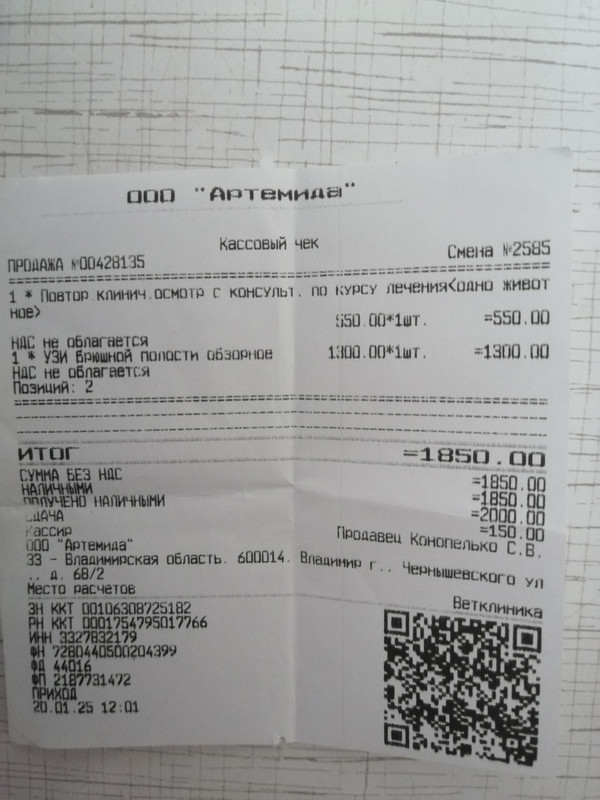 ООО "Артемида"
Кассовый чек
ПРОДАЖА №00428135 Смена №2585
1 * Повтор.клинич.осмотр с консульт. по курсу лечения<одно живот
ное>
550.00*1шт. =550.00
НДС не облагается
1 * УЗИ брюшной полости обзорное 1300.00*1шт. =1300.00
НДС не облагается
Позиций: 2
ИТОГ =1850.00
СУММА БЕЗ НДС =1850.00
НАЛИЧНЫМИ =1850.00
ПОЛУЧЕНО НАЛИЧНЫМИ =2000.00
СДАЧА =150.00
Кассир Продавец Конопелько С.В.
ООО "Артемида"
33 - Владимирская область. 600014. Владимир г.. Чернышевского ул
.. д. 68/2
Место расчетов Ветклиника
ЗН ККТ 00106308725182
РН ККТ 0001754795017766
ИНН 3327832179
ФН 7280440500204399
ФД 44016
ФП 2187731472
ПРИХОД
20.01.25 12:01